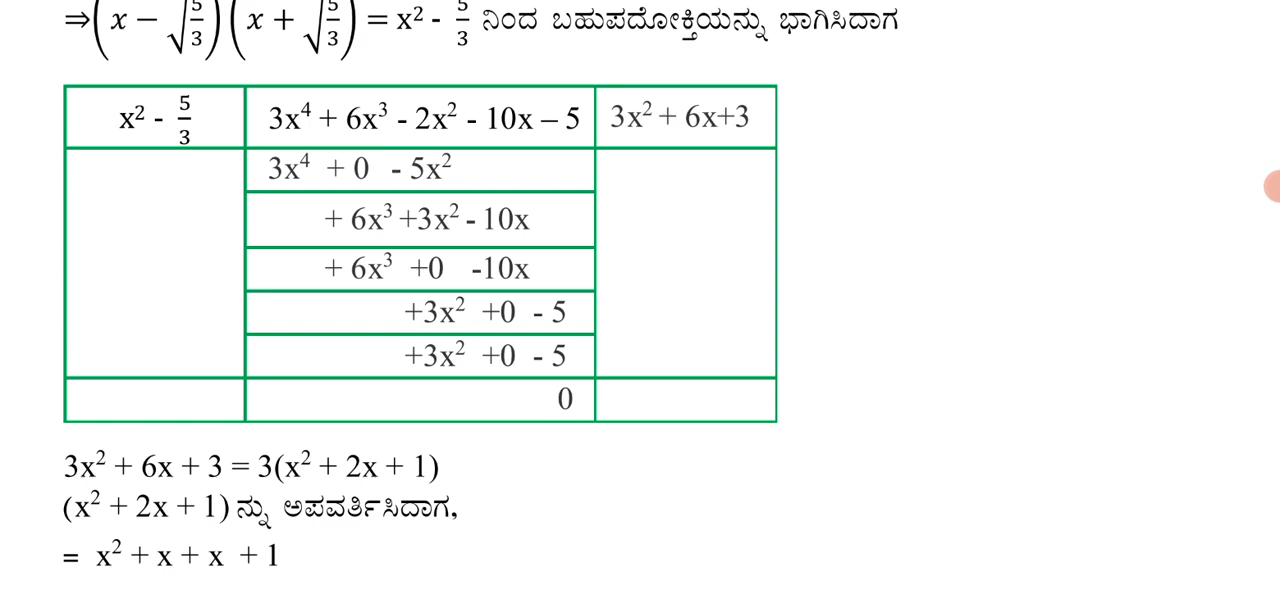 ⇒(x − √5/3)(x + √5/3) = x² - 5/3 ನಿಂದ ಬಹುಪದೋಕ್ತಿಯನ್ನು ಭಾಗಿಸಿದಾಗ
x² - 5/3 3x⁴ + 6x³ - 2x² - 10x – 5 3x² + 6x+3
3x⁴ + 0 - 5x²
+ 6x³ +3x² - 10x
+ 6x³ +0 -10x
+3x² +0 - 5
+3x² +0 - 5
0
3x² + 6x + 3 = 3(x² + 2x + 1)
(x² + 2x + 1) ನ್ನು ಅಪವರ್ತಿಸಿದಾಗ,
= x² + x + x + 1